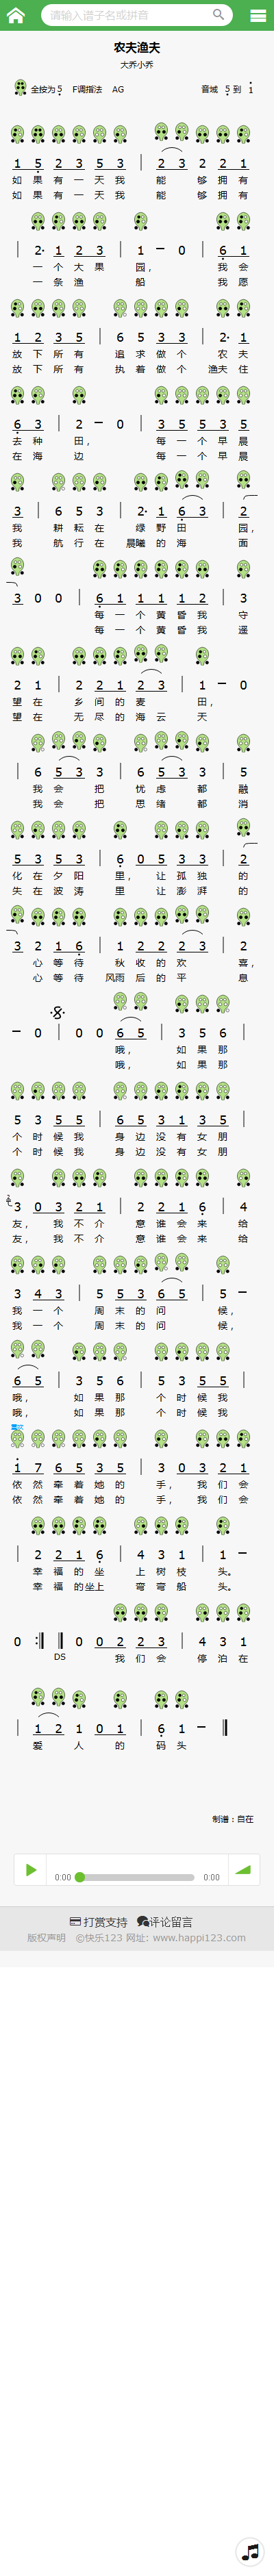 请输入谱子名或拼音
农夫渔夫
大乔小乔
全按为5 F调指法 AG 音域 5 到 1
1 5 2 3 5 3 | 2 3 2 2 1
如 果 有 一 天 我 能 够 拥 有
如 果 有 一 天 我 能 够 拥 有
| 2· 1 2 3 | 1 – 0 | 6 1
一 个 大 果 园， 我 会
一 条 渔 船 我 愿
1 2 3 5 | 6 5 3 3 | 2· 1
放 下 所 有 追 求 做 个 农 夫
放 下 所 有 执 着 做 个 渔夫 住
6 3 | 2 – 0 | 3 5 5 3 5
去 种 田， 每 一 个 早 晨
在 海 边 每 一 个 早 晨
3 | 6 5 3 | 2· 1 6 3 | 2
我 耕 耘 在 绿 野 田 园，
我 航 行 在 晨曦 的 海 面
3 0 0 | 6 1 1 1 1 2 | 3
每 一 个 黄 昏 我 守
每 一 个 黄 昏 我 遥
2 1 | 2 2 1 2 3 | 1 – 0
望 在 乡 间 的 麦 田，
望 在 无 尽 的 海 云 天
| 6 5 3 3 | 6 5 3 3 | 5
我 会 把 忧 虑 都 融
我 会 把 思 绪 都 消
5 3 5 3 | 6 0 5 3 3 | 2
化 在 夕 阳 里， 让 孤 独 的
失 在 波 涛 里 让 澎 湃 的
3 2 1 6 | 1 2 2 2 3 | 2
心 等 待 秋 收 的 欢 喜，
心 等 待 风雨 后 的 平 息
– 0 | 0 0 6 5 | 3 5 6 |
哦， 如 果 那
哦， 如 果 那
5 3 5 5 | 6 5 3 1 3 5 |
个 时 候 我 身 边 没 有 女 朋
个 时 候 我 身 边 没 有 女 朋
3 0 3 2 1 | 2 2 1 6 | 4
友， 我 不 介 意 谁 会 来 给
友， 我 不 介 意 谁 会 来 给
3 4 3 | 5 5 3 6 5 | 5 –
我 一 个 周 末 的 问 候，
我 一 个 周 末 的 问 候，
6 5 | 3 5 6 | 5 3 5 5 |
哦， 如 果 那 个 时 候 我
哦， 如 果 那 个 时 候 我
1 7 6 5 3 5 | 3 0 3 2 1
依 然 牵 着 她 的 手， 我 们 会
依 然 牵 着 她 的 手， 我 们 会
| 2 2 1 6 | 4 3 1 | 1 –
幸 福 的 坐 上 树 枝 头。
幸 福 的 坐上 弯 弯 船 头。
0 :‖ ‖ 0 0 2 2 3 | 4 3 1
DS 我 们 会 停 泊 在
| 1 2 1 0 1 | 6 1 – ‖
爱 人 的 码 头
制谱：自在
0:00 0:00
打赏支持 评论留言
版权声明 ©快乐123 网址: www.happi123.com